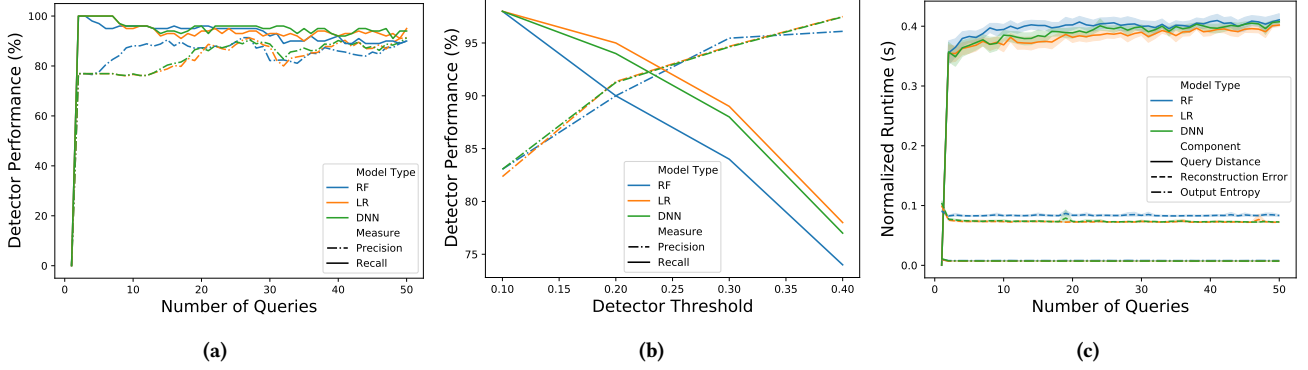 Detector Performance (%)
100
80
60
40
20
0
Model Type
RF
LR
DNN
Measure
Precision
Recall
0 10 20 30 40 50
Number of Queries
(a)
Detector Performance (%)
95
90
85
80
75
Model Type
RF
LR
DNN
Measure
Precision
Recall
0.10 0.15 0.20 0.25 0.30 0.35 0.40
Detector Threshold
(b)
Normalized Runtime (s)
0.4
0.3
0.2
0.1
0.0
Model Type
RF
LR
DNN
Component
Query Distance
Reconstruction Error
Output Entropy
0 10 20 30 40 50
Number of Queries
(c)